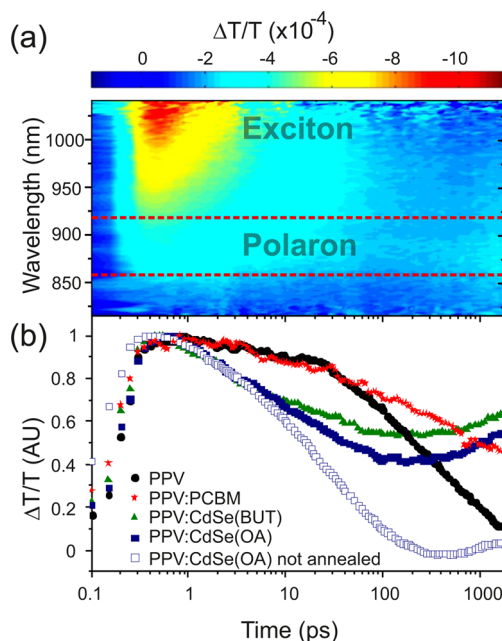 (a)
ΔT/T (x10⁻⁴)
0 -2 -4 -6 -8 -10
Wavelength (nm)
1000
950
900
850
Exciton
Polaron
(b)
ΔT/T (AU)
1
0.8
0.6
0.4
0.2
0
PPV
PPV:PCBM
PPV:CdSe(BUT)
PPV:CdSe(OA)
PPV:CdSe(OA) not annealed
0.1 1 10 100 1000
Time (ps)